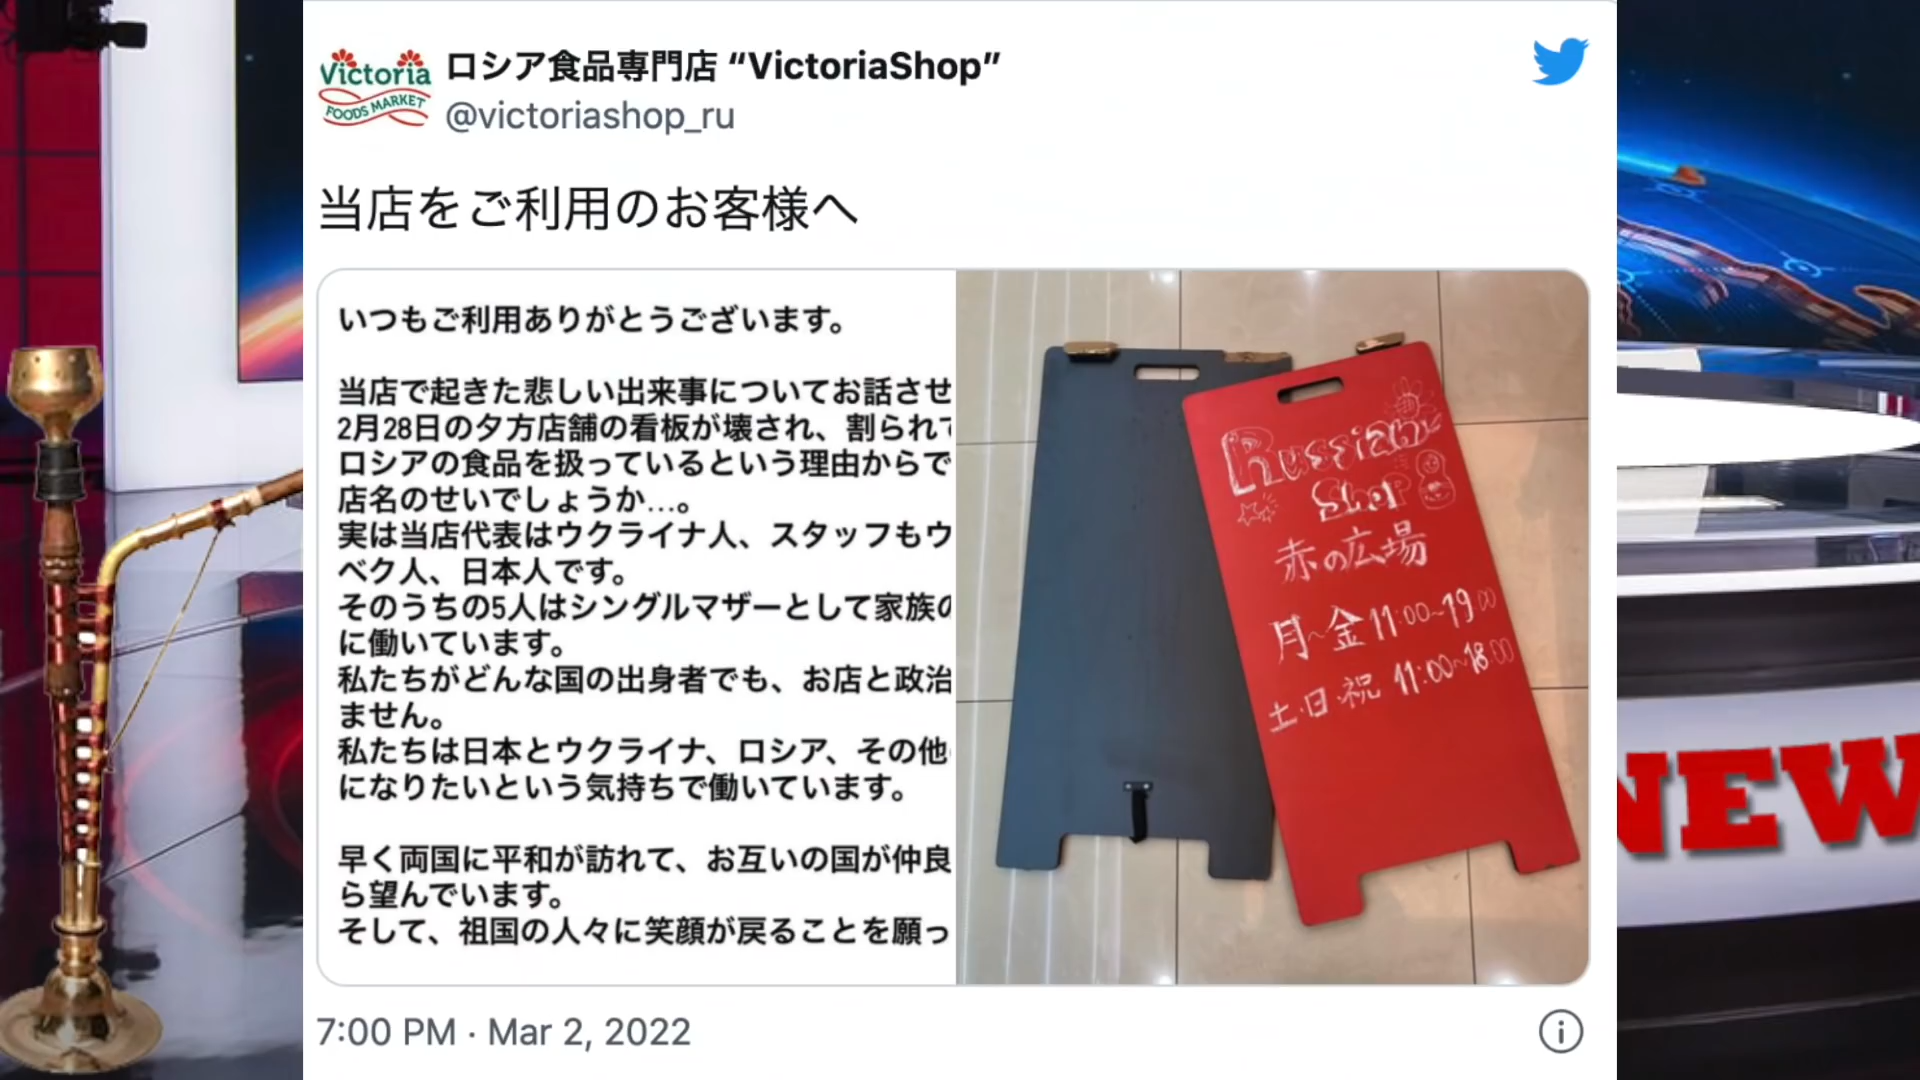 Victoria
FOODS MARKET
ロシア食品専門店 “VictoriaShop”
@victoriashop_ru
当店をご利用のお客様へ
いつもご利用ありがとうございます。
当店で起きた悲しい出来事についてお話させ
2月28日の夕方店舗の看板が壊され、割られて
ロシアの食品を扱っているという理由からで
店名のせいでしょうか…。
実は当店代表はウクライナ人、スタッフもウ
ベク人、日本人です。
そのうちの5人はシングルマザーとして家族の
に働いています。
私たちがどんな国の出身者でも、お店と政治
ません。
私たちは日本とウクライナ、ロシア、その他
になりたいという気持ちで働いています。
早く両国に平和が訪れて、お互いの国が仲良
ら望んでいます。
そして、祖国の人々に笑顔が戻ることを願っ
Russian
Shop
赤の広場
月~金 11:00~19:00
土・日・祝 11:00~18:00
7:00 PM · Mar 2, 2022
NEW